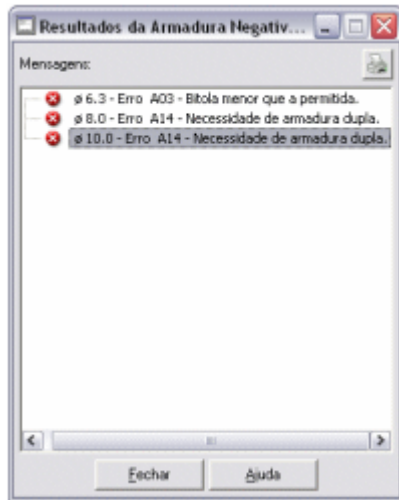 Resultados da Armadura Negativ...
Mensagens:
ø 6.3 - Erro A03 - Bitola menor que a permitida.
ø 8.0 - Erro A14 - Necessidade de armadura dupla.
ø 10.0 - Erro A14 - Necessidade de armadura dupla.
Fechar Ajuda